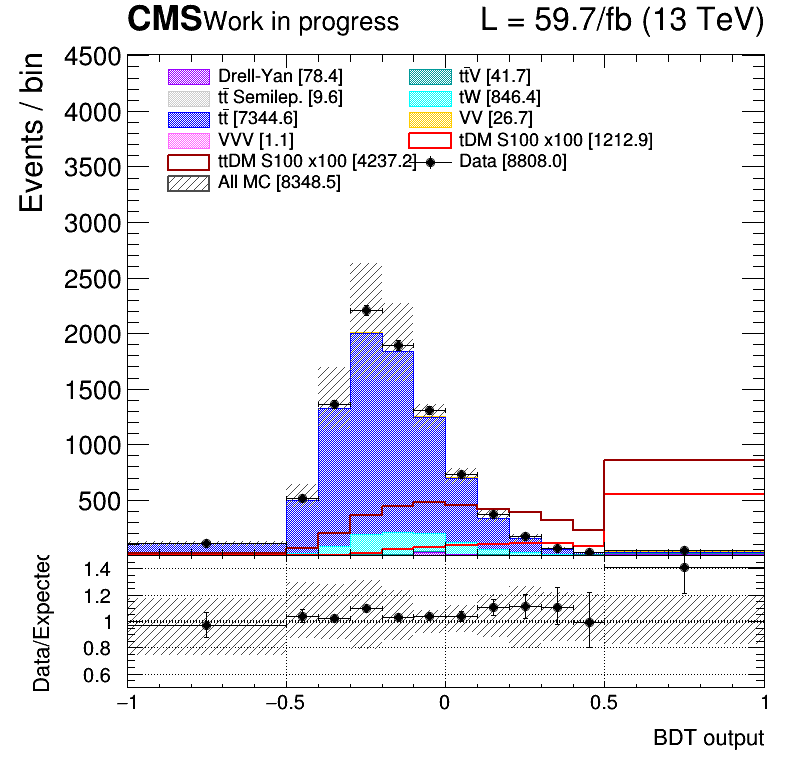 CMS Work in progress L = 59.7/fb (13 TeV)
Events / bin
4500
4000
3500
3000
2500
2000
1500
1000
500
Drell-Yan [78.4]
tt̄ Semilep. [9.6]
tt̄ [7344.6]
VVV [1.1]
ttDM S100 x100 [4237.2]
All MC [8348.5]
tt̄V [41.7]
tW [846.4]
VV [26.7]
tDM S100 x100 [1212.9]
Data [8808.0]
Data/Expected
1.4
1.2
1
0.8
0.6
−1 −0.5 0 0.5 1
BDT output